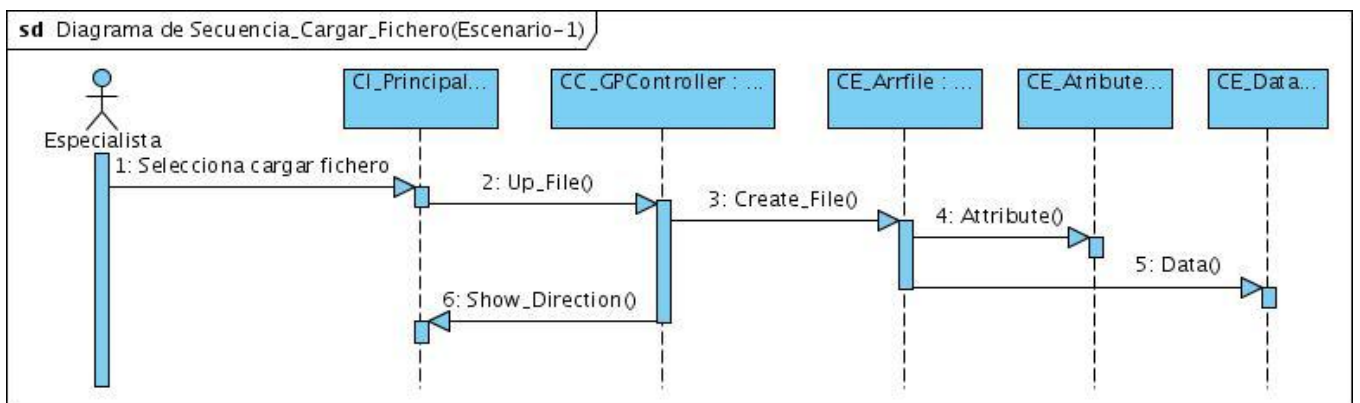 sd Diagrama de Secuencia_Cargar_Fichero(Escenario-1)
CI_Principal...
CC_GPController : ...
CE_Arrfile : ...
CE_Atribute...
CE_Data...
Especialista
1: Selecciona cargar fichero
2: Up_File()
3: Create_File()
4: Attribute()
5: Data()
6: Show_Direction()